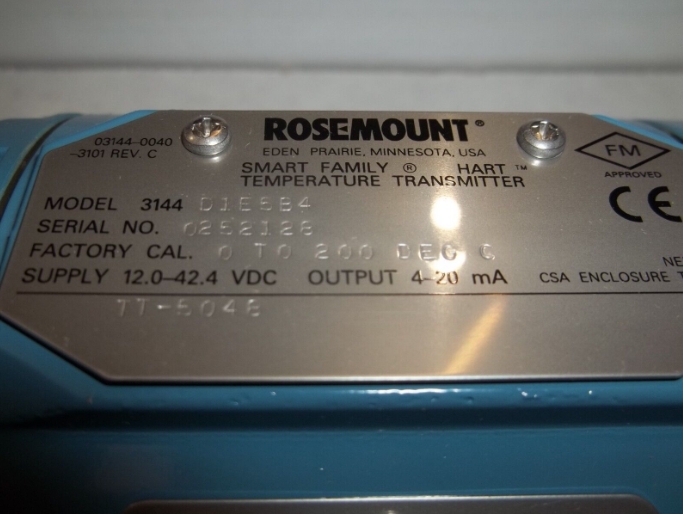 03144-0040
-3101 REV. C
ROSEMOUNT®
EDEN PRAIRIE, MINNESOTA, USA
SMART FAMILY ® HART ™
TEMPERATURE TRANSMITTER
FM
APPROVED
CE
MODEL 3144
SERIAL NO. 0252128
FACTORY CAL. 0 TO 200 DEG C
SUPPLY 12.0-42.4 VDC OUTPUT 4-20 mA
NE
CSA ENCLOSURE T
TT-5046